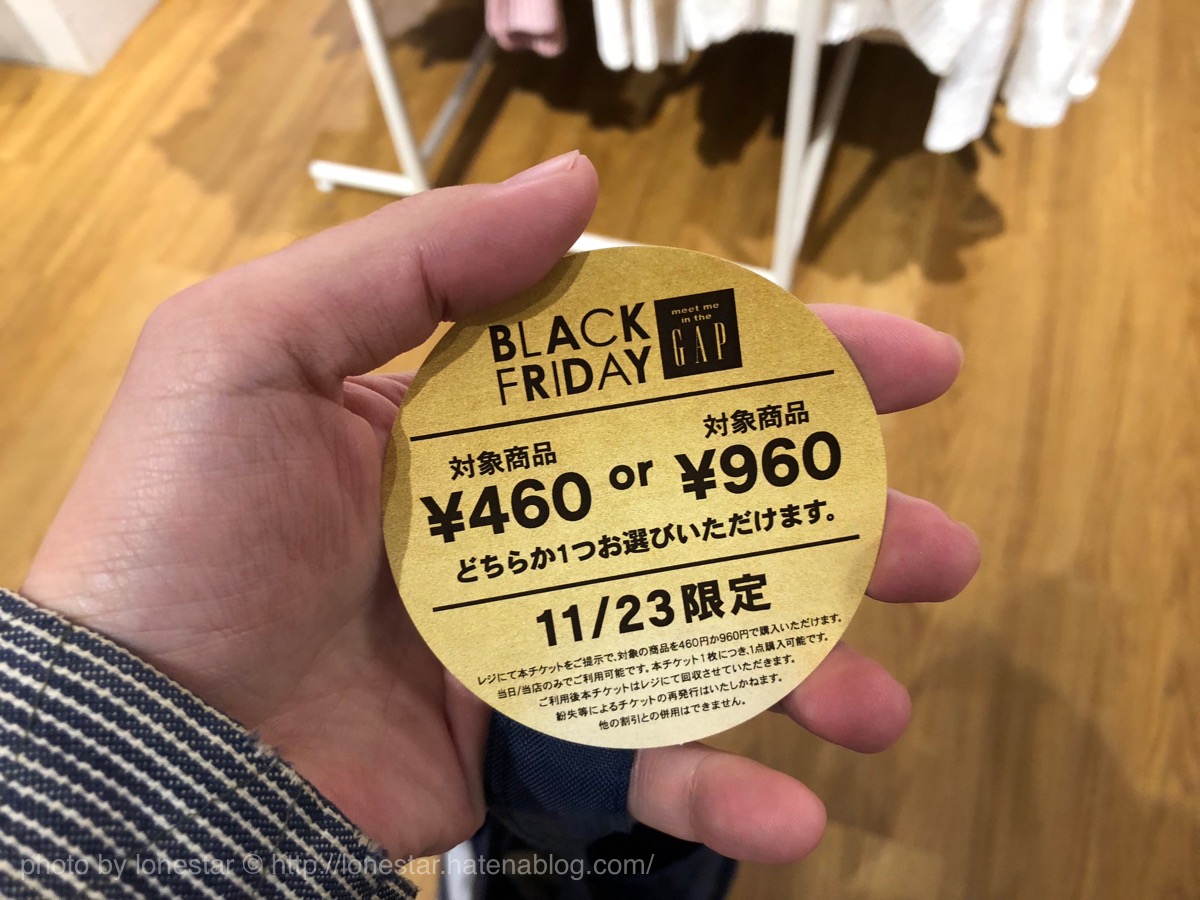 BLACK
FRIDAY
meet me
in the
GAP
対象商品
¥460
or
対象商品
¥960
どちらか1つお選びいただけます。
11/23限定
レジにて本チケットをご提示で、対象の商品を460円か960円で購入いただけます。
当日/当店のみでご利用可能です。本チケット1枚につき、1点購入可能です。
ご利用後本チケットはレジにて回収させていただきます。
紛失等によるチケットの再発行はいたしかねます。
他の割引との併用はできません。
photo by lonestar © http://lonestar.hatenablog.com/